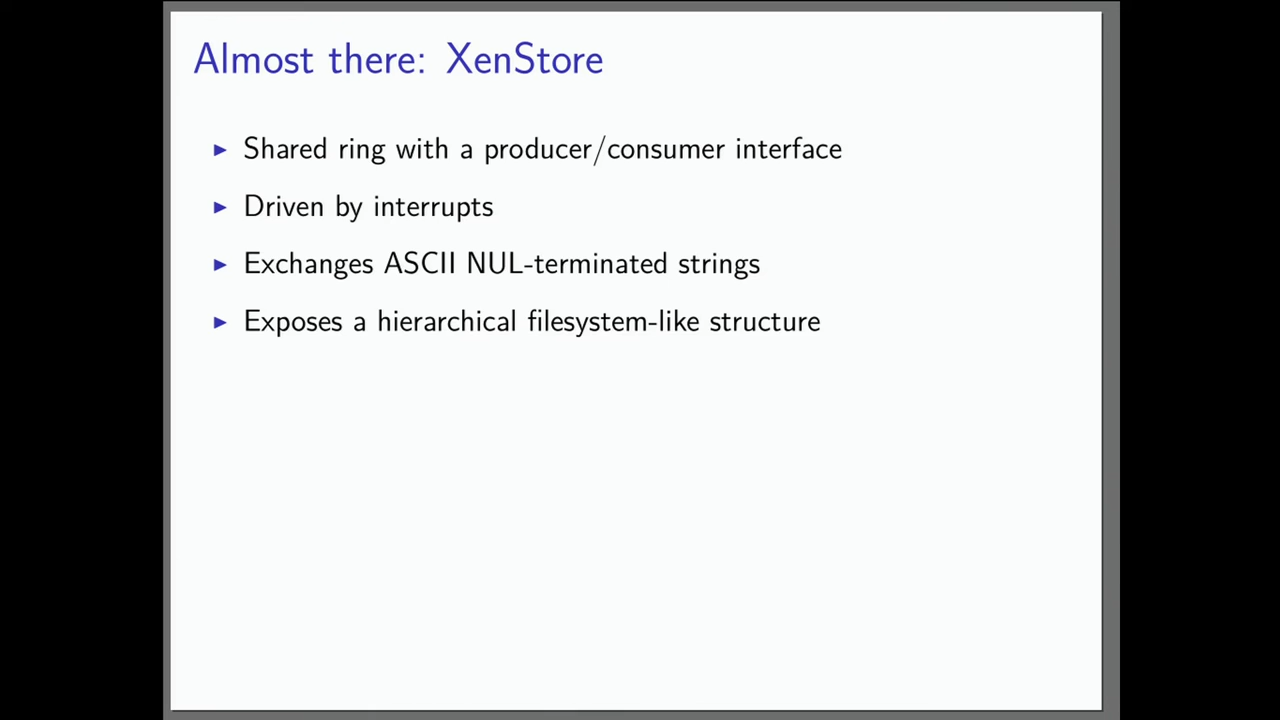 Almost there: XenStore
Shared ring with a producer/consumer interface
Driven by interrupts
Exchanges ASCII NUL-terminated strings
Exposes a hierarchical filesystem-like structure